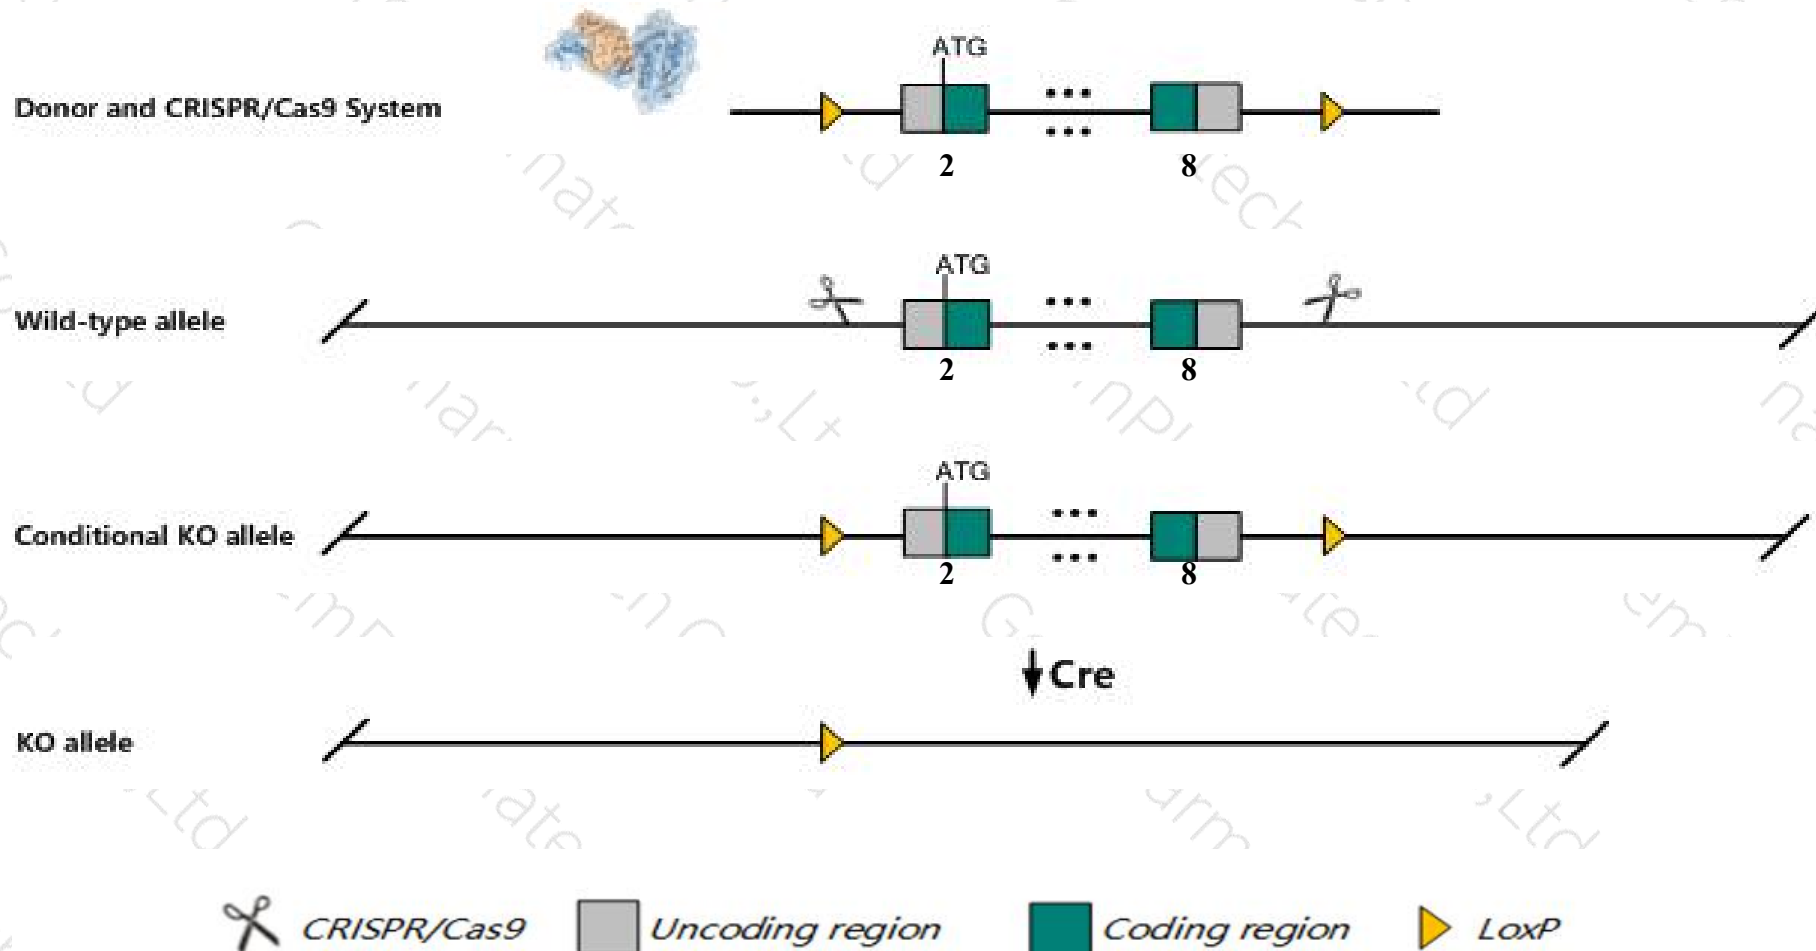 ATG
Donor and CRISPR/Cas9 System
2 8
ATG
Wild-type allele
2 8
ATG
Conditional KO allele
2 8
Cre
KO allele
CRISPR/Cas9 Uncoding region Coding region LoxP